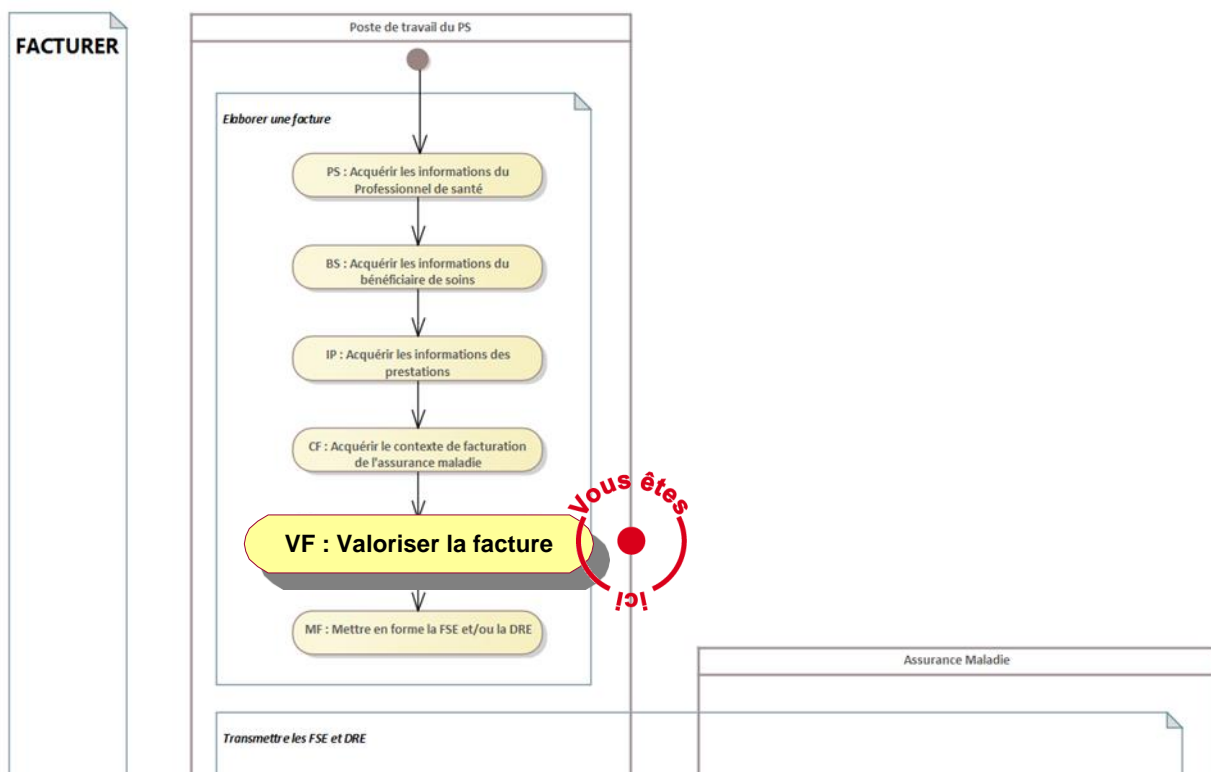 FACTURER
Poste de travail du PS
Elaborer une facture
PS : Acquérir les informations du
Professionnel de santé
BS : Acquérir les informations du
bénéficiaire de soins
IP : Acquérir les informations des
prestations
CF : Acquérir le contexte de facturation
de l'assurance maladie
Vous êtes
VF : Valoriser la facture
ici
MF : Mettre en forme la FSE et/ou la DRE
Assurance Maladie
Transmettre les FSE et DRE